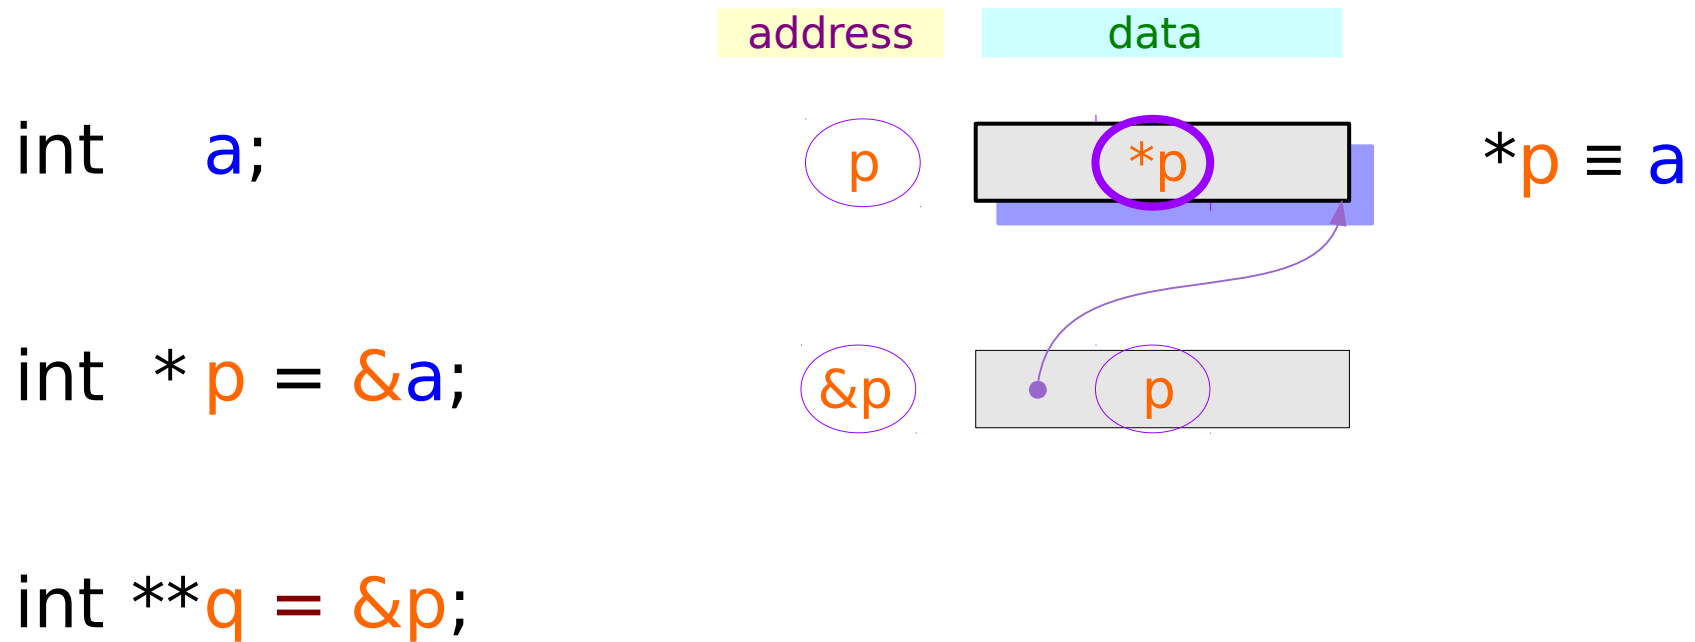 address data
int a; p *p *p ≡ a
int * p = &a; &p p
int **q = &p;